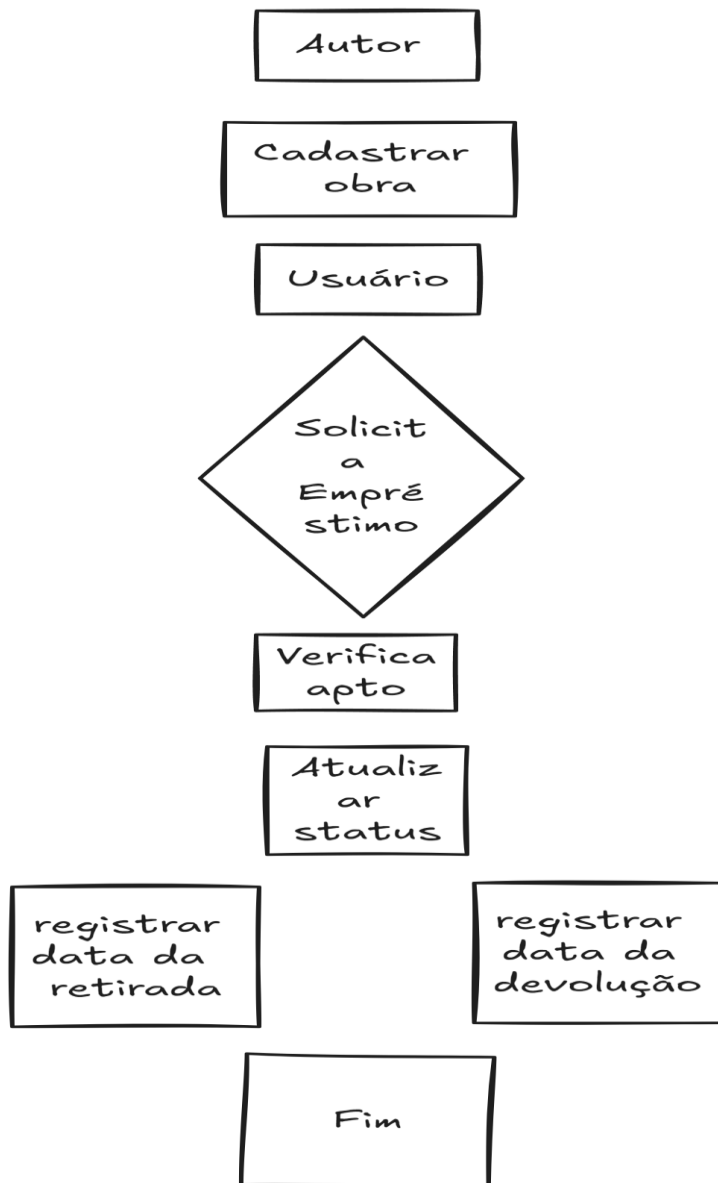 Autor
Cadastrar
obra
Usuário
Solicit
a
Empré
stimo
Verifica
apto
Atualiz
ar
status
registrar
data da
retirada
registrar
data da
devolução
Fim